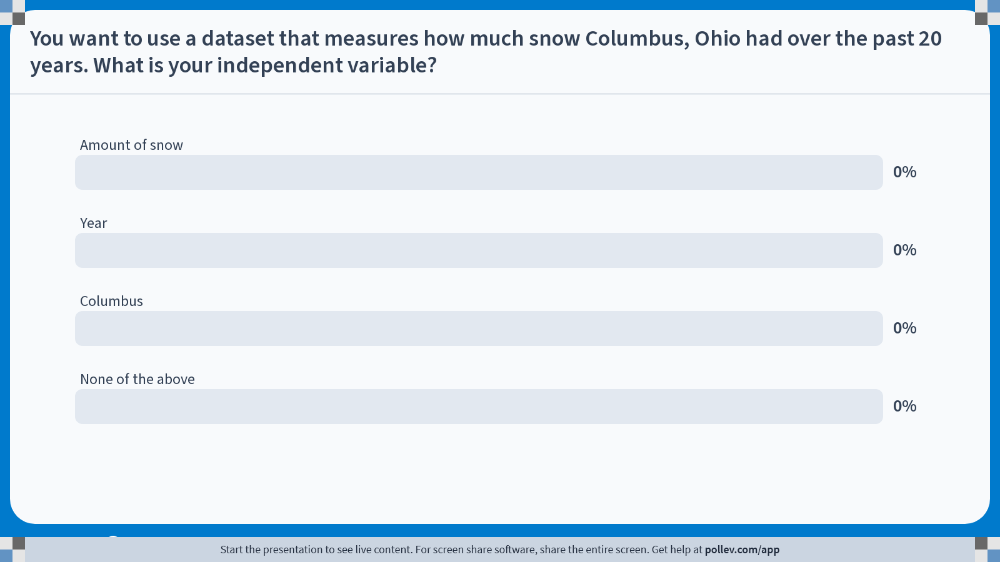 You want to use a dataset that measures how much snow Columbus, Ohio had over the past 20
years. What is your independent variable?
Amount of snow
0%
Year
0%
Columbus
0%
None of the above
0%
Start the presentation to see live content. For screen share software, share the entire screen. Get help at pollev.com/app